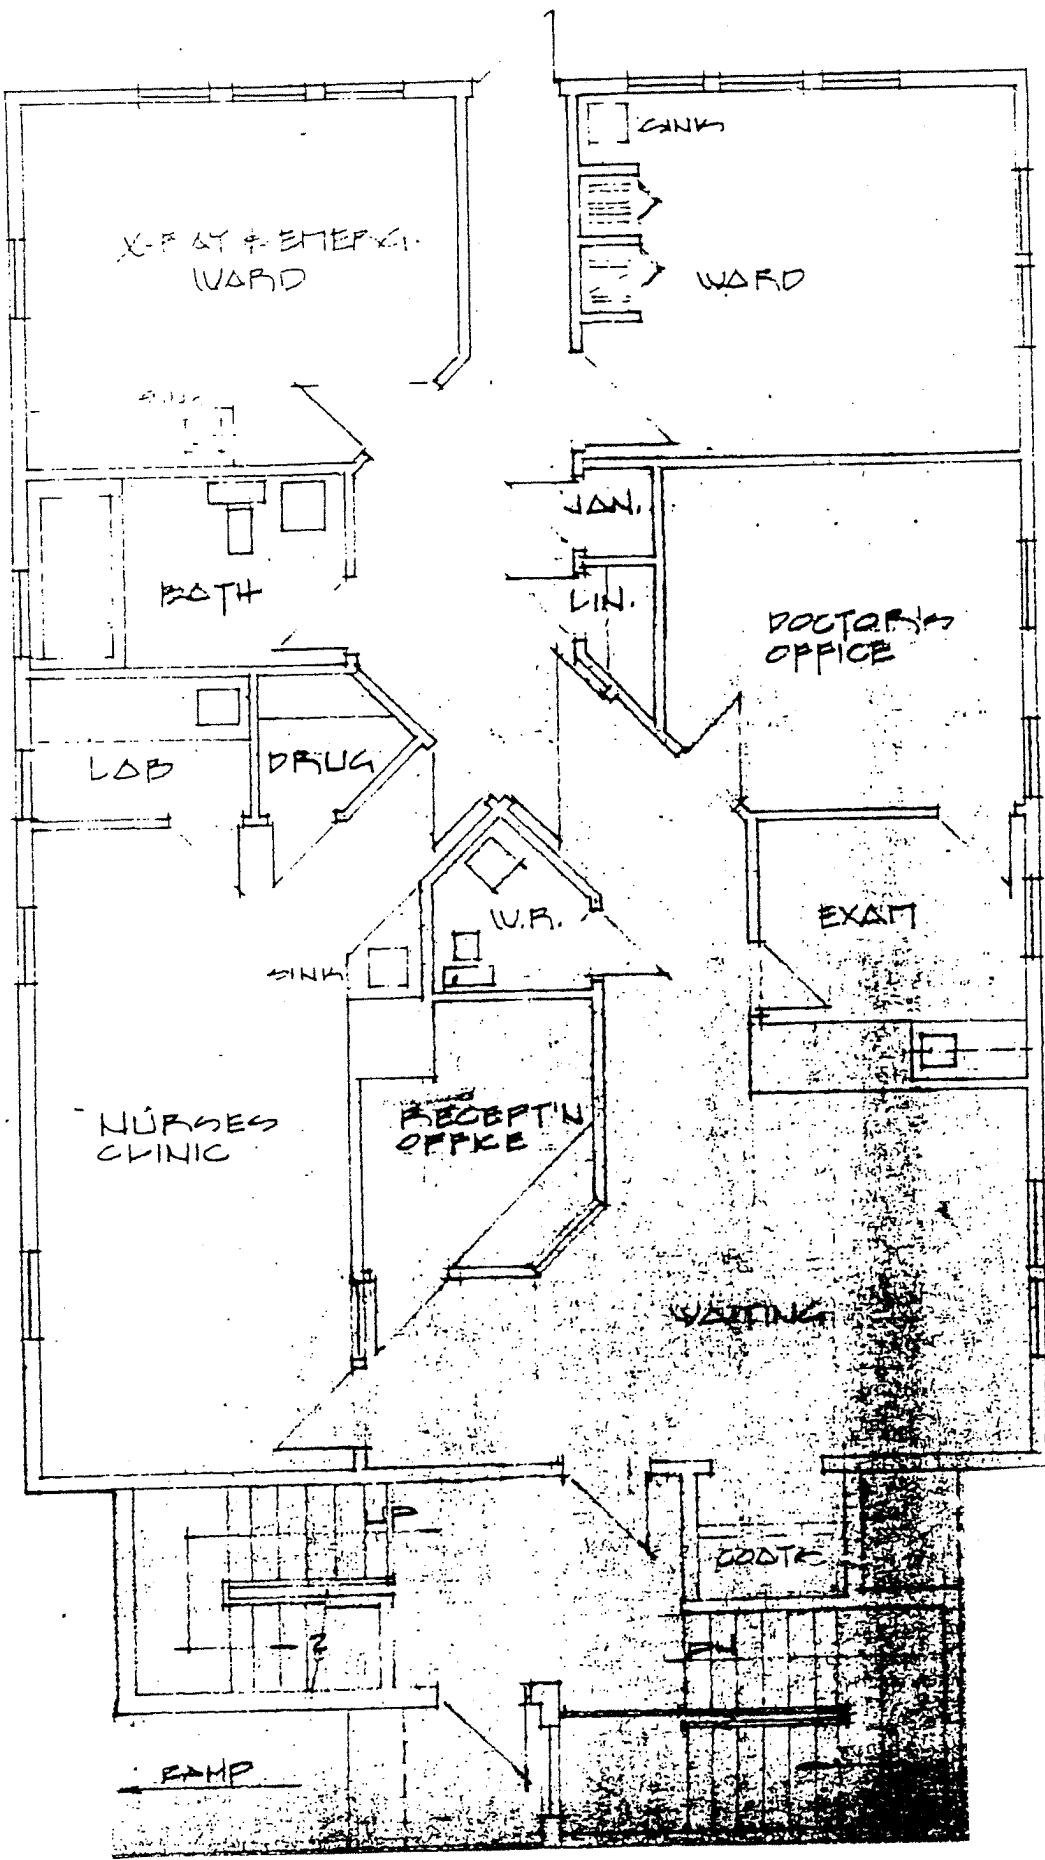 SINK
X-RAY & EMERG.
WARD
WARD
SINK
JAN.
BATH
LIN.
DOCTOR'S
OFFICE
LAB
DRUG
W.R.
EXAM
SINK
RECEPT'N
OFFICE
NURSES
CLINIC
WAITING
UP
COATS
DN
RAMP